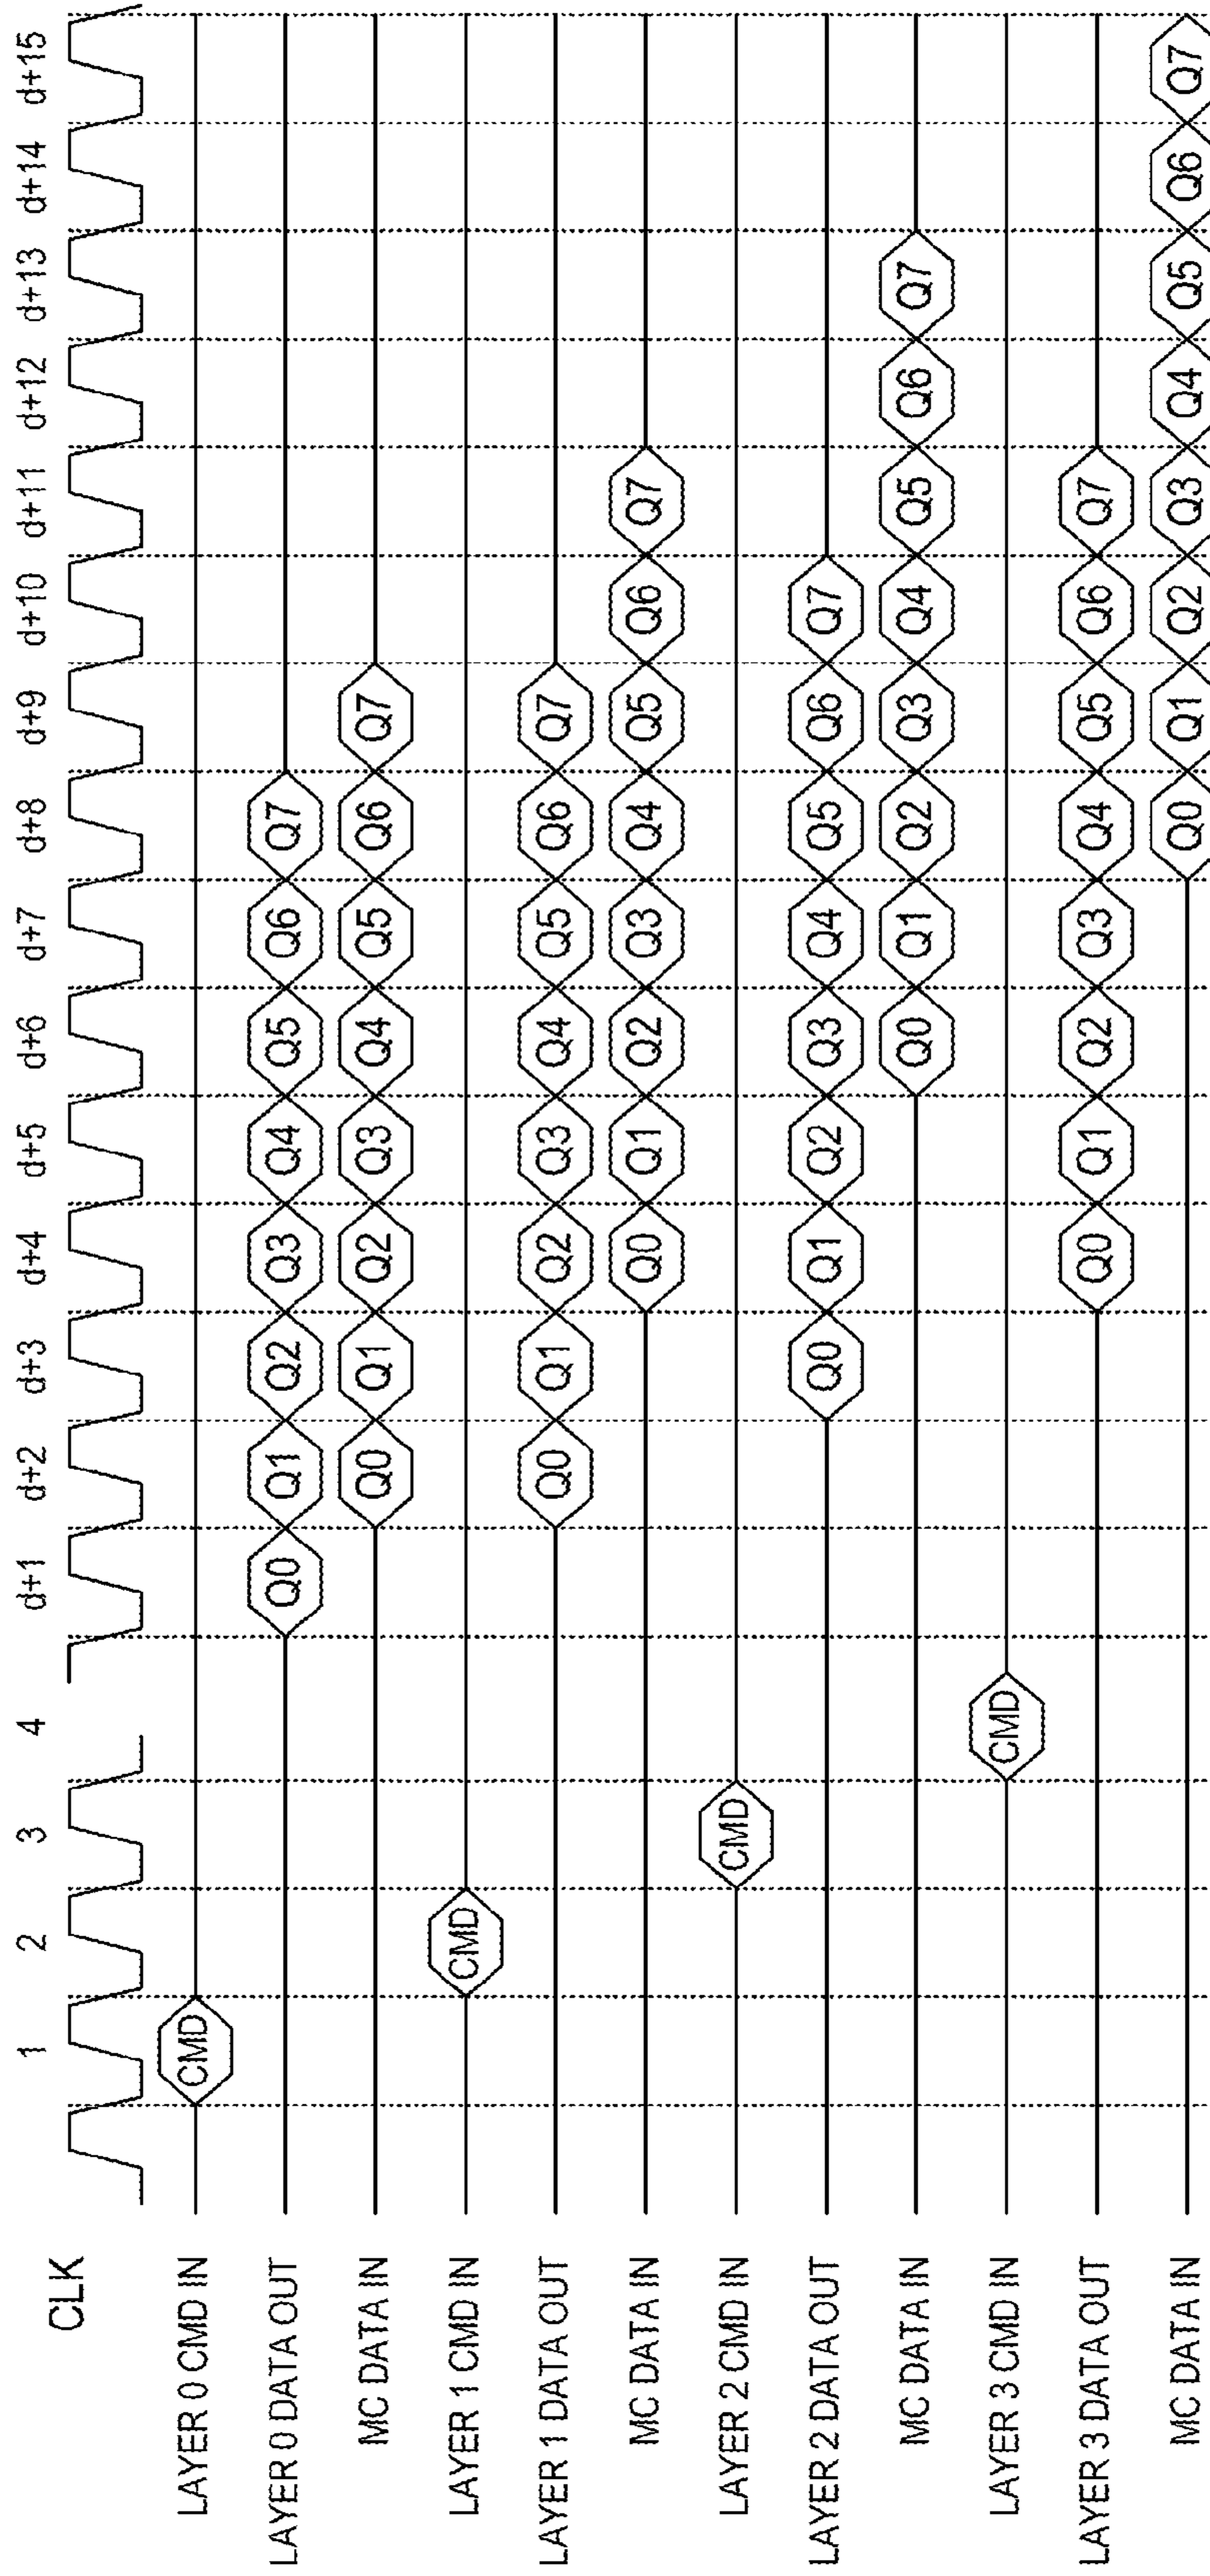 CLK 1 2 3 4 d+1 d+2 d+3 d+4 d+5 d+6 d+7 d+8 d+9 d+10 d+11 d+12 d+13 d+14 d+15
LAYER 0 CMD IN CMD
LAYER 0 DATA OUT Q0 Q1 Q2 Q3 Q4 Q5 Q6 Q7
MC DATA IN Q0 Q1 Q2 Q3 Q4 Q5 Q6 Q7
LAYER 1 CMD IN CMD
LAYER 1 DATA OUT Q0 Q1 Q2 Q3 Q4 Q5 Q6 Q7
MC DATA IN Q0 Q1 Q2 Q3 Q4 Q5 Q6 Q7
LAYER 2 CMD IN CMD
LAYER 2 DATA OUT Q0 Q1 Q2 Q3 Q4 Q5 Q6 Q7
MC DATA IN Q0 Q1 Q2 Q3 Q4 Q5 Q6 Q7
LAYER 3 CMD IN CMD
LAYER 3 DATA OUT Q0 Q1 Q2 Q3 Q4 Q5 Q6 Q7
MC DATA IN Q0 Q1 Q2 Q3 Q4 Q5 Q6 Q7